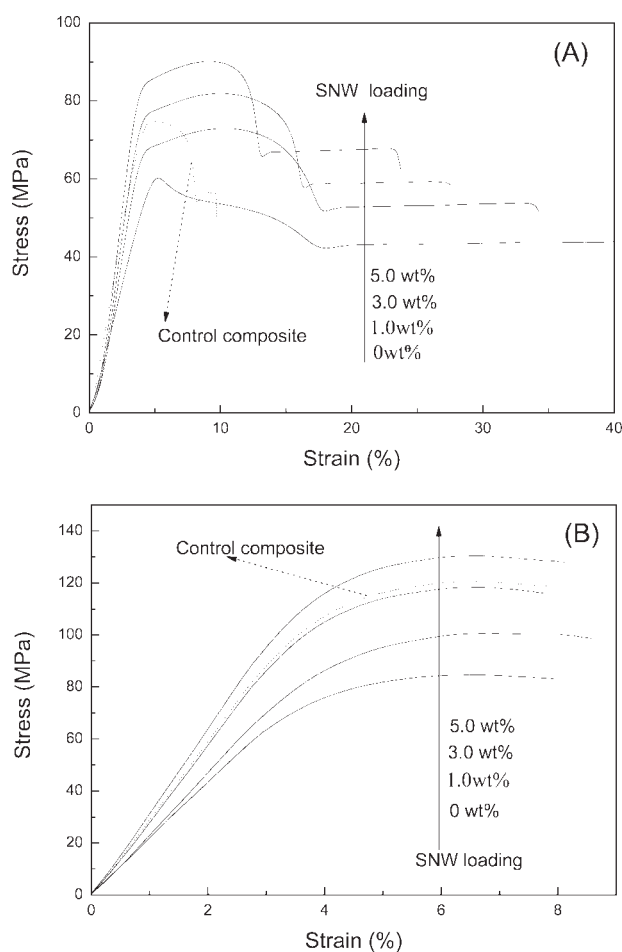 100
(A)
SNW loading
80
60
Stress (MPa)
40
5.0 wt%
3.0 wt%
Control composite
1.0wt%
20
0wt%
0
0 10 20 30 40
Strain (%)
140
(B)
Control composite
120
100
Stress (MPa)
80
60
5.0 wt%
3.0 wt%
40
1.0wt%
0 wt%
20
SNW loading
0
0 2 4 6 8
Strain (%)